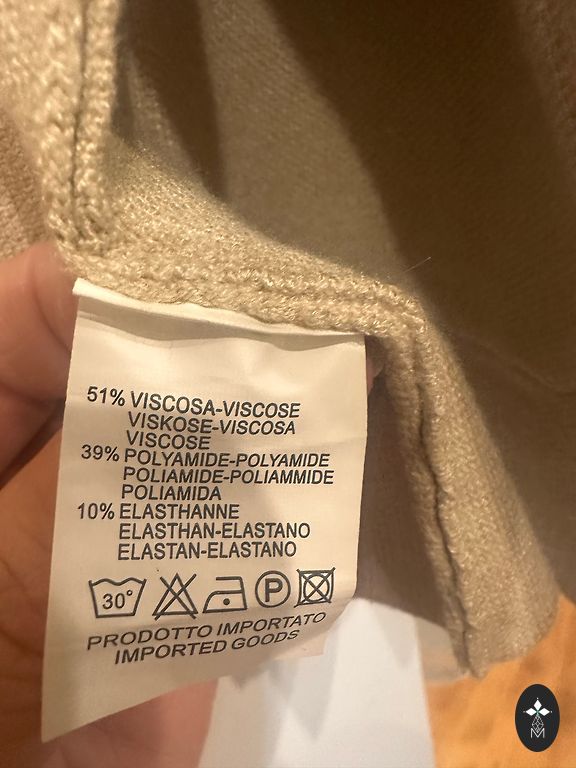 51% VISCOSA-VISCOSE
VISKOSE-VISCOSA
VISCOSE
39% POLYAMIDE-POLYAMIDE
POLIAMIDE-POLIAMMIDE
POLIAMIDA
10% ELASTHANNE
ELASTHAN-ELASTANO
ELASTAN-ELASTANO
30° P
PRODOTTO IMPORTATO
IMPORTED GOODS
M